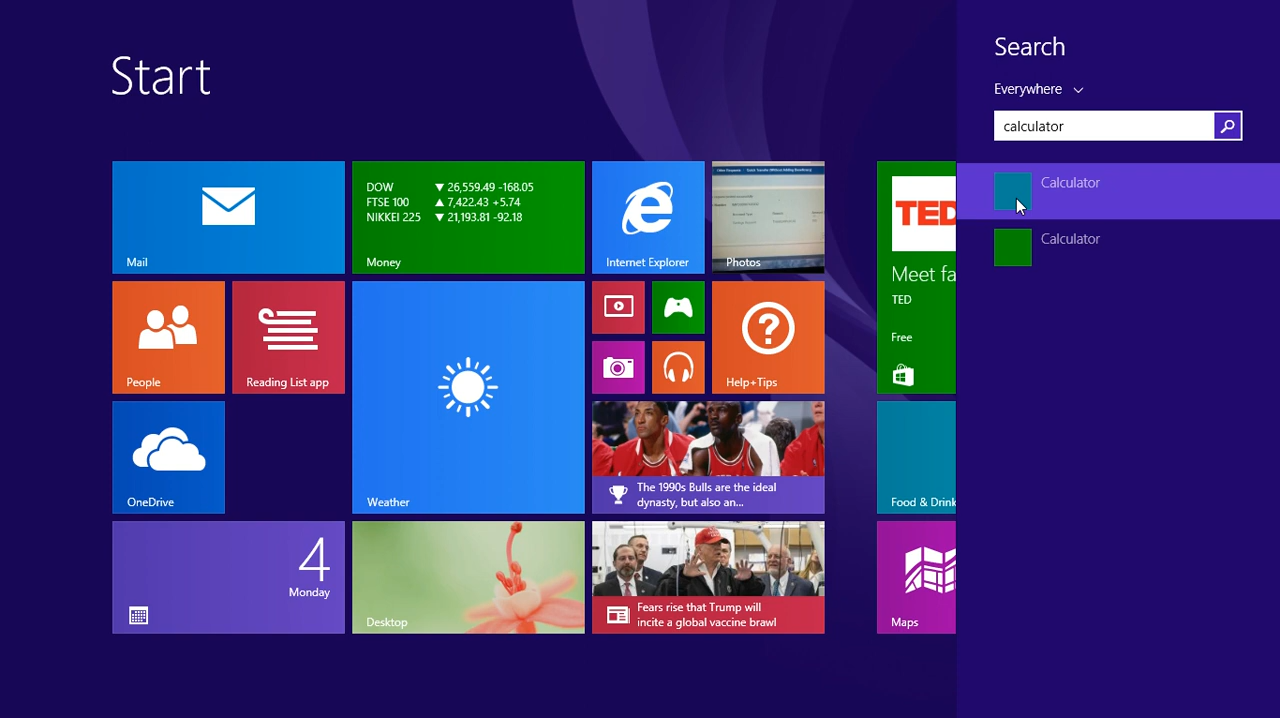 Start
Mail
DOW ▼ 26,559.49 -168.05
FTSE 100 ▲ 7,422.43 +5.74
NIKKEI 225 ▼ 21,193.81 -92.18
Money
Internet Explorer
Photos
People
Reading List app
Weather
Help+Tips
OneDrive
The 1990s Bulls are the ideal
dynasty, but also an...
4
Monday
Desktop
Fears rise that Trump will
incite a global vaccine brawl
TED
Meet fa
TED
Free
Food & Drink
Maps
Search
Everywhere
calculator
Calculator
Calculator